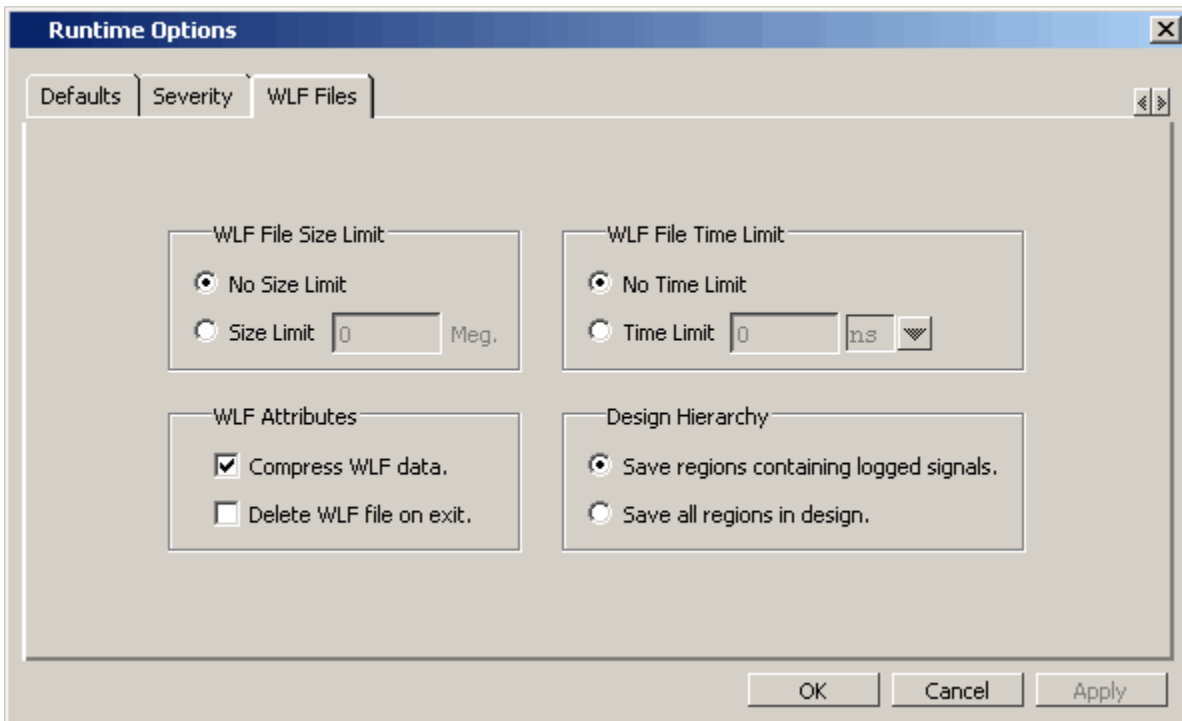 Runtime Options
Defaults Severity WLF Files
WLF File Size Limit
No Size Limit
Size Limit 0 Meg.
WLF File Time Limit
No Time Limit
Time Limit 0 ns
WLF Attributes
Compress WLF data.
Delete WLF file on exit.
Design Hierarchy
Save regions containing logged signals.
Save all regions in design.
OK Cancel Apply